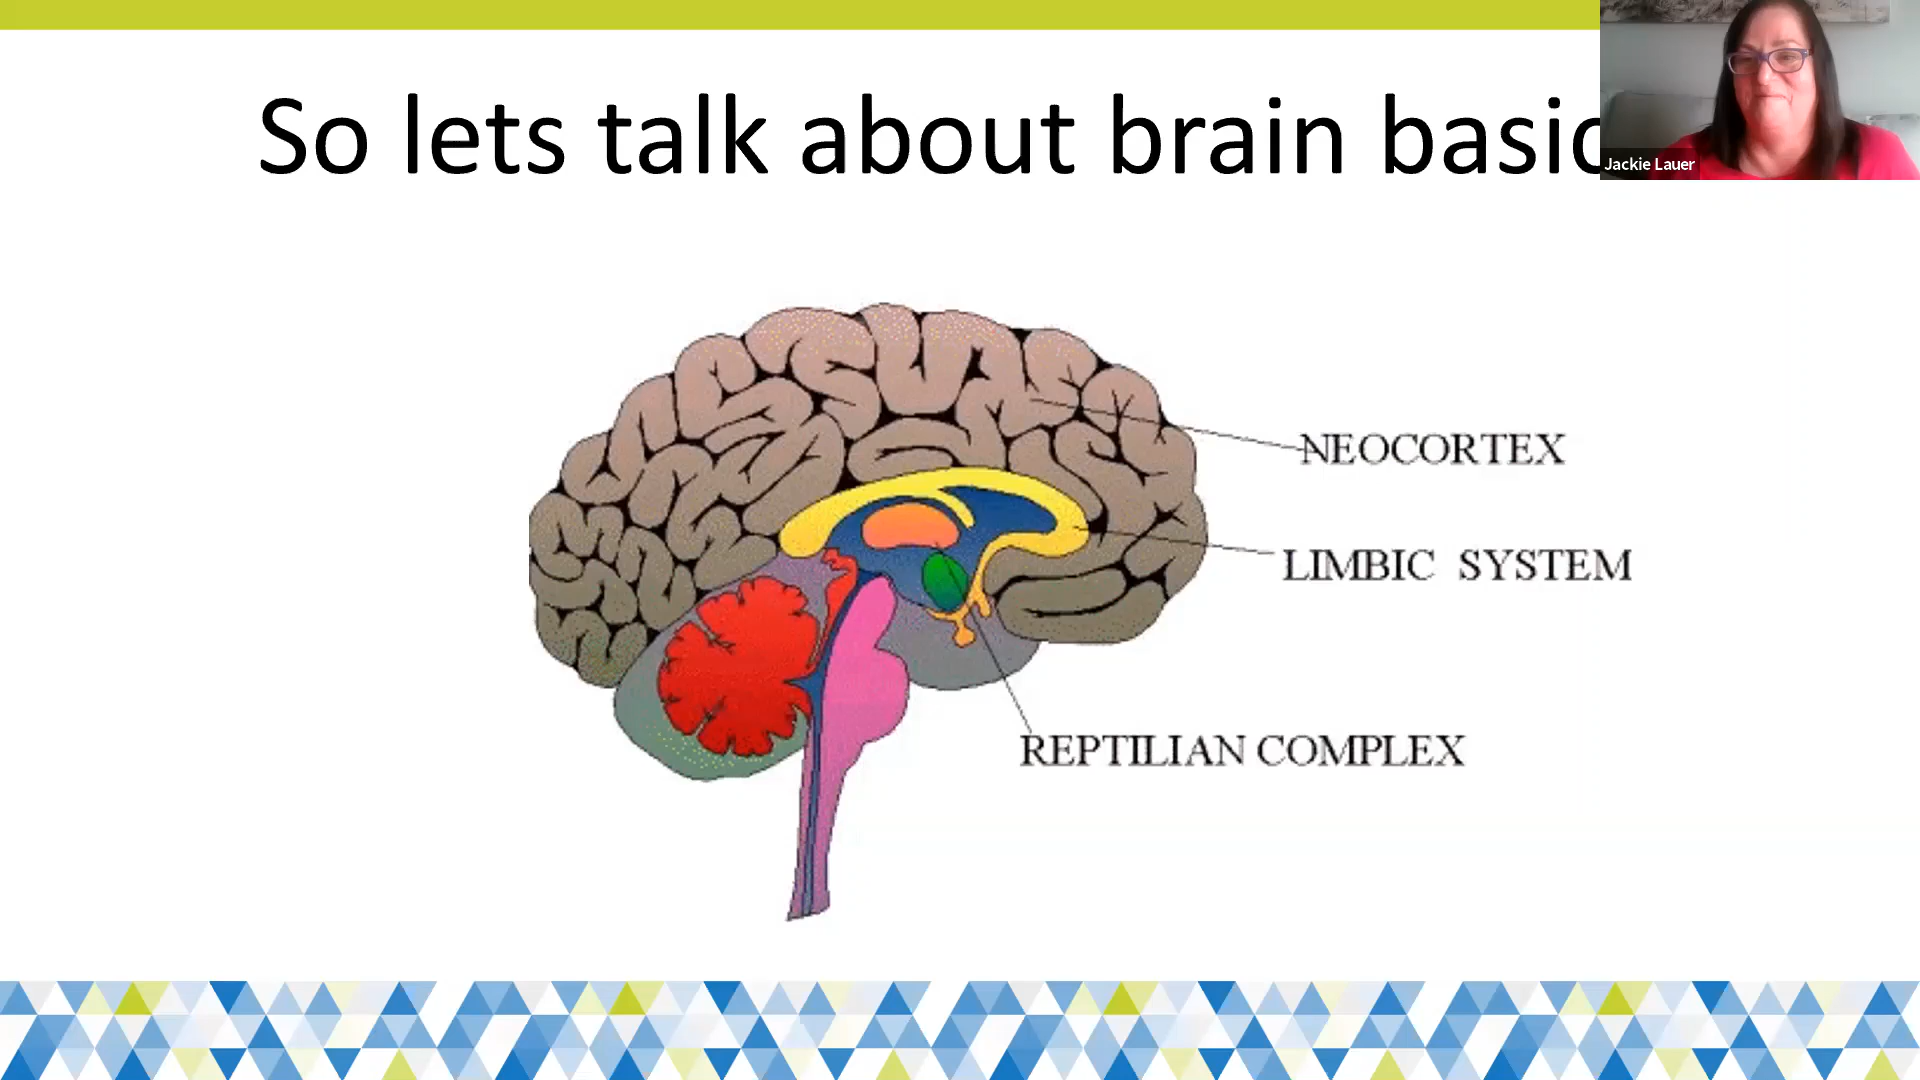 So lets talk about brain basic
Jackie Lauer
NEOCORTEX
LIMBIC SYSTEM
REPTILIAN COMPLEX